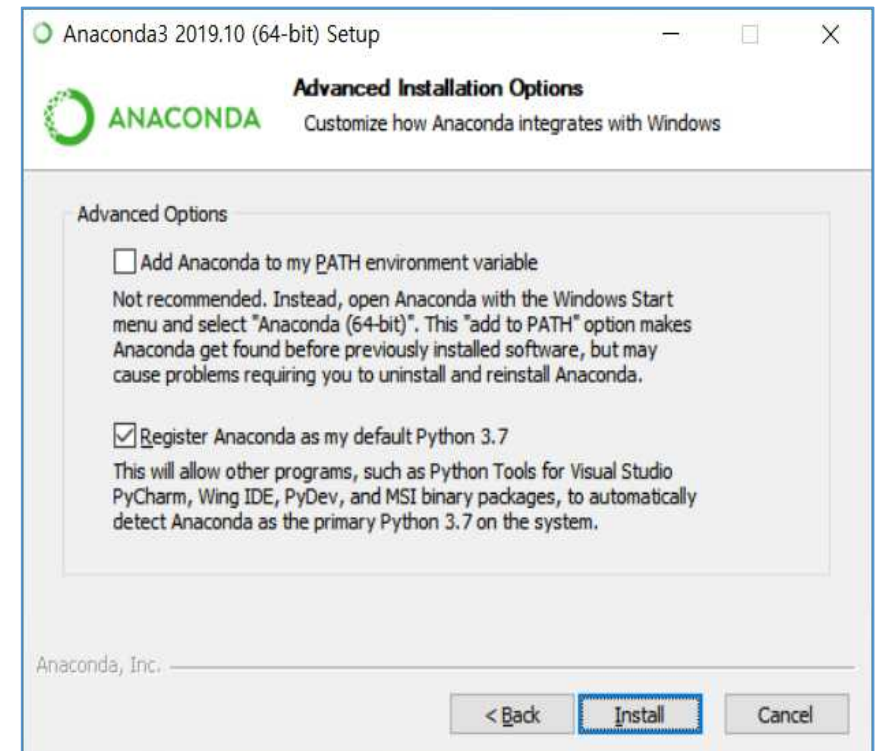 Anaconda3 2019.10 (64-bit) Setup
Advanced Installation Options
ANACONDA
Customize how Anaconda integrates with Windows
Advanced Options
Add Anaconda to my PATH environment variable
Not recommended. Instead, open Anaconda with the Windows Start
menu and select "Anaconda (64-bit)". This "add to PATH" option makes
Anaconda get found before previously installed software, but may
cause problems requiring you to uninstall and reinstall Anaconda.
Register Anaconda as my default Python 3.7
This will allow other programs, such as Python Tools for Visual Studio
PyCharm, Wing IDE, PyDev, and MSI binary packages, to automatically
detect Anaconda as the primary Python 3.7 on the system.
Anaconda, Inc.
< Back
Install
Cancel